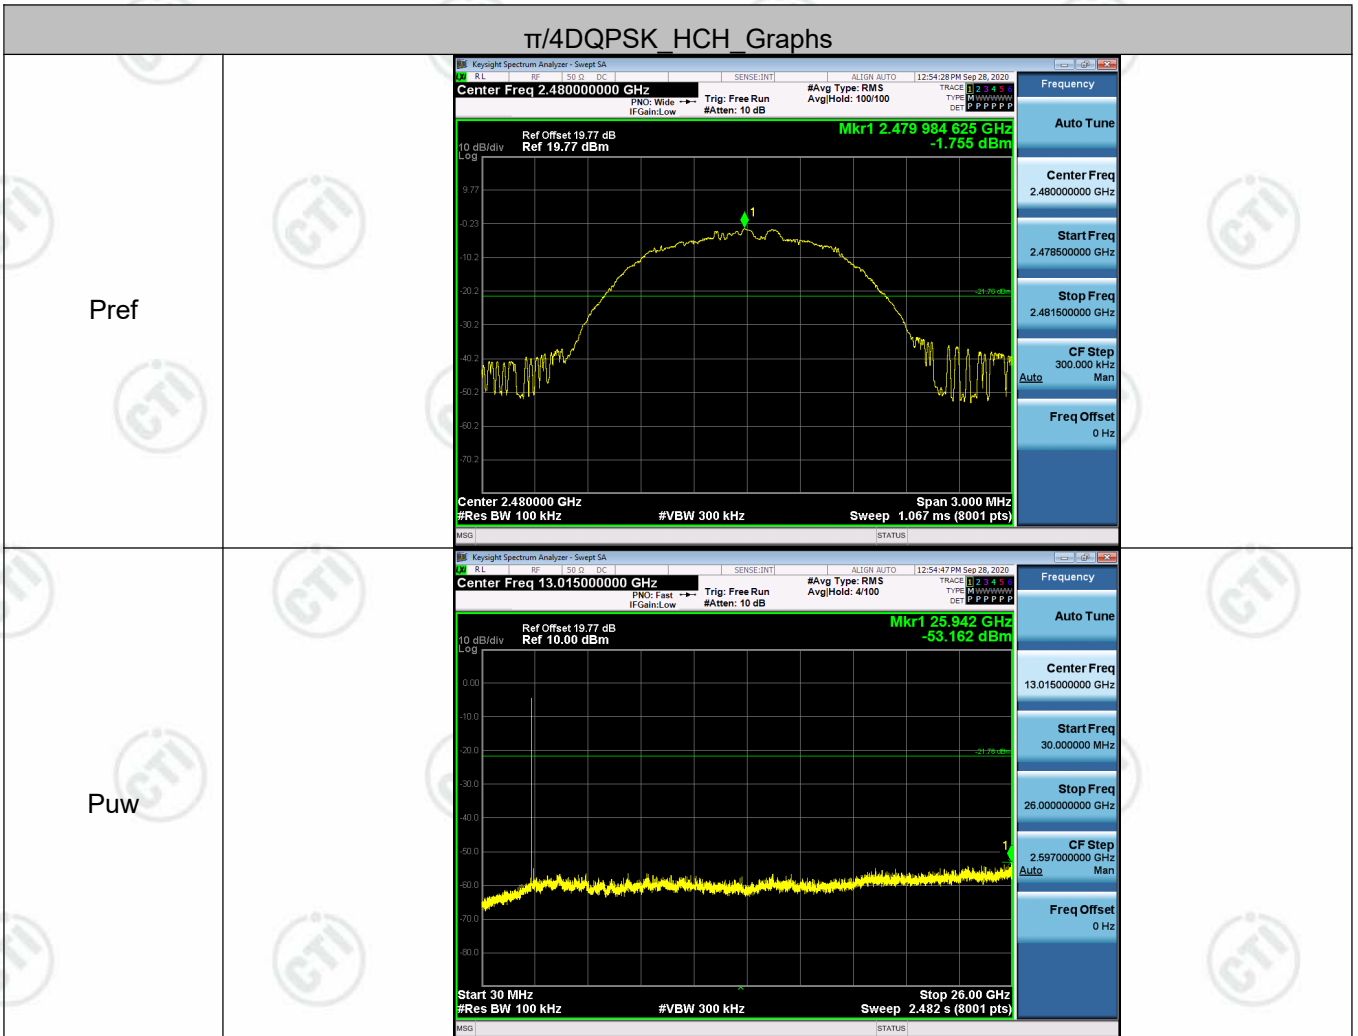 π/4DQPSK_HCH_Graphs
Pref
Keysight Spectrum Analyzer - Swept SA
RL RF 50 Ω DC SENSE:INT ALIGN AUTO 12:54:28 PM Sep 28, 2020
Center Freq 2.480000000 GHz
PNO: Wide
IFGain:Low
Trig: Free Run
#Atten: 10 dB
#Avg Type: RMS
Avg|Hold: 100/100
TRACE 1 2 3 4 5 6
TYPE M WWWWW
DET P P P P P P
Mkr1 2.479 984 625 GHz
-1.755 dBm
Ref Offset 19.77 dB
10 dB/div Ref 19.77 dBm
Log
1
9.77
-0.23
-10.2
-20.2
-21.76 dBm
-30.2
-40.2
-50.2
-60.2
-70.2
Center 2.480000 GHz Span 3.000 MHz
#Res BW 100 kHz #VBW 300 kHz Sweep 1.067 ms (8001 pts)
MSG STATUS
Frequency
Auto Tune
Center Freq
2.480000000 GHz
Start Freq
2.478500000 GHz
Stop Freq
2.481500000 GHz
CF Step
300.000 kHz
Auto Man
Freq Offset
0 Hz
Puw
Keysight Spectrum Analyzer - Swept SA
RL RF 50 Ω DC SENSE:INT ALIGN AUTO 12:54:47 PM Sep 28, 2020
Center Freq 13.015000000 GHz
PNO: Fast
IFGain:Low
Trig: Free Run
#Atten: 10 dB
#Avg Type: RMS
Avg|Hold: 4/100
TRACE 1 2 3 4 5 6
TYPE M WWWWW
DET P P P P P P
Mkr1 25.942 GHz
-53.162 dBm
Ref Offset 19.77 dB
10 dB/div Ref 10.00 dBm
Log
0.00
-10.0
-20.0
-21.76 dBm
-30.0
-40.0
-50.0
1
-60.0
-70.0
-80.0
Start 30 MHz Stop 26.00 GHz
#Res BW 100 kHz #VBW 300 kHz Sweep 2.482 s (8001 pts)
MSG STATUS
Frequency
Auto Tune
Center Freq
13.015000000 GHz
Start Freq
30.000000 MHz
Stop Freq
26.000000000 GHz
CF Step
2.597000000 GHz
Auto Man
Freq Offset
0 Hz
CTI